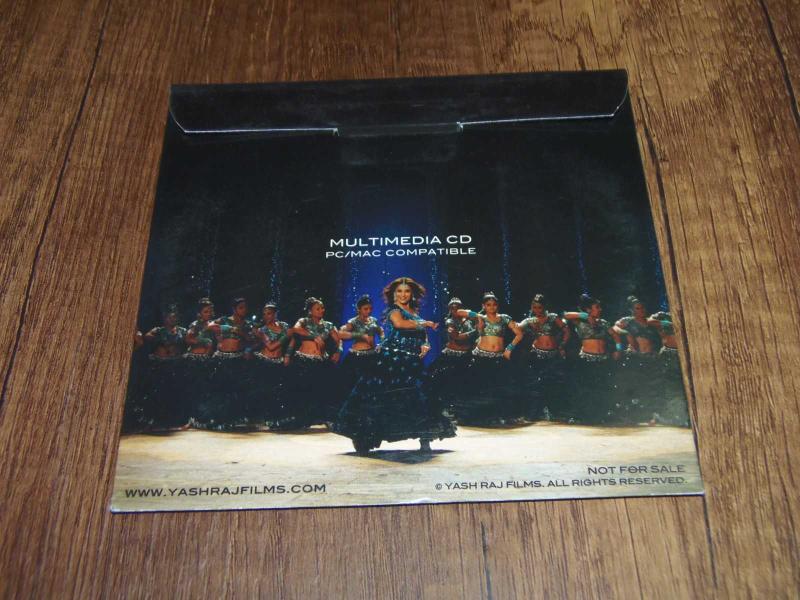 MULTIMEDIA CD
PC/MAC COMPATIBLE
NOT FOR SALE
WWW.YASHRAJFILMS.COM
© YASH RAJ FILMS. ALL RIGHTS RESERVED.